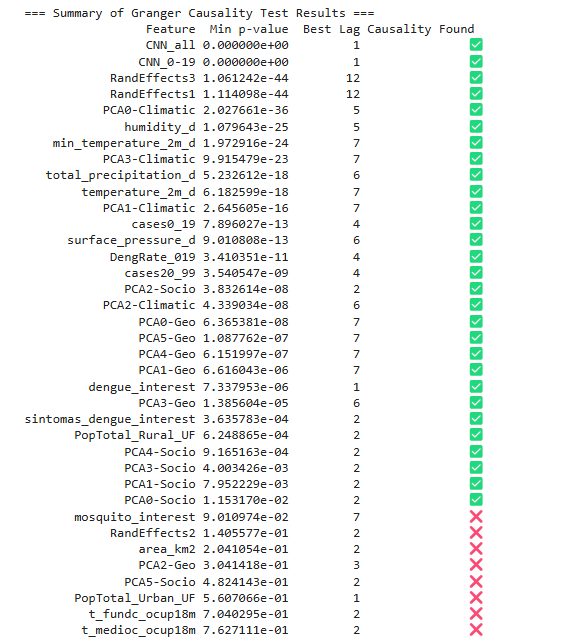 === Summary of Granger Causality Test Results ===
Feature Min p-value Best Lag Causality Found
CNN_all 0.000000e+00 1 ✅
CNN_0-19 0.000000e+00 1 ✅
RandEffects3 1.061242e-44 12 ✅
RandEffects1 1.114098e-44 12 ✅
PCA0-Climatic 2.027661e-36 5 ✅
humidity_d 1.079643e-25 5 ✅
min_temperature_2m_d 1.972916e-24 7 ✅
PCA3-Climatic 9.915479e-23 7 ✅
total_precipitation_d 5.232612e-18 6 ✅
temperature_2m_d 6.182599e-18 7 ✅
PCA1-Climatic 2.645605e-16 7 ✅
cases0_19 7.896027e-13 4 ✅
surface_pressure_d 9.010808e-13 6 ✅
DengRate_019 3.410351e-11 4 ✅
cases20_99 3.540547e-09 4 ✅
PCA2-Socio 3.832614e-08 2 ✅
PCA2-Climatic 4.339034e-08 6 ✅
PCA0-Geo 6.365381e-08 7 ✅
PCA5-Geo 1.087762e-07 7 ✅
PCA4-Geo 6.151997e-07 7 ✅
PCA1-Geo 6.616043e-06 7 ✅
dengue_interest 7.337953e-06 1 ✅
PCA3-Geo 1.385604e-05 6 ✅
sintomas_dengue_interest 3.635783e-04 2 ✅
PopTotal_Rural_UF 6.248865e-04 2 ✅
PCA4-Socio 9.165163e-04 2 ✅
PCA3-Socio 4.003426e-03 2 ✅
PCA1-Socio 7.952229e-03 2 ✅
PCA0-Socio 1.153170e-02 2 ✅
mosquito_interest 9.010974e-02 7 ❌
RandEffects2 1.405577e-01 2 ❌
area_km2 2.041054e-01 2 ❌
PCA2-Geo 3.041418e-01 3 ❌
PCA5-Socio 4.824143e-01 2 ❌
PopTotal_Urban_UF 5.607066e-01 1 ❌
t_fundc_ocup18m 7.040295e-01 2 ❌
t_medioc_ocup18m 7.627111e-01 2 ❌